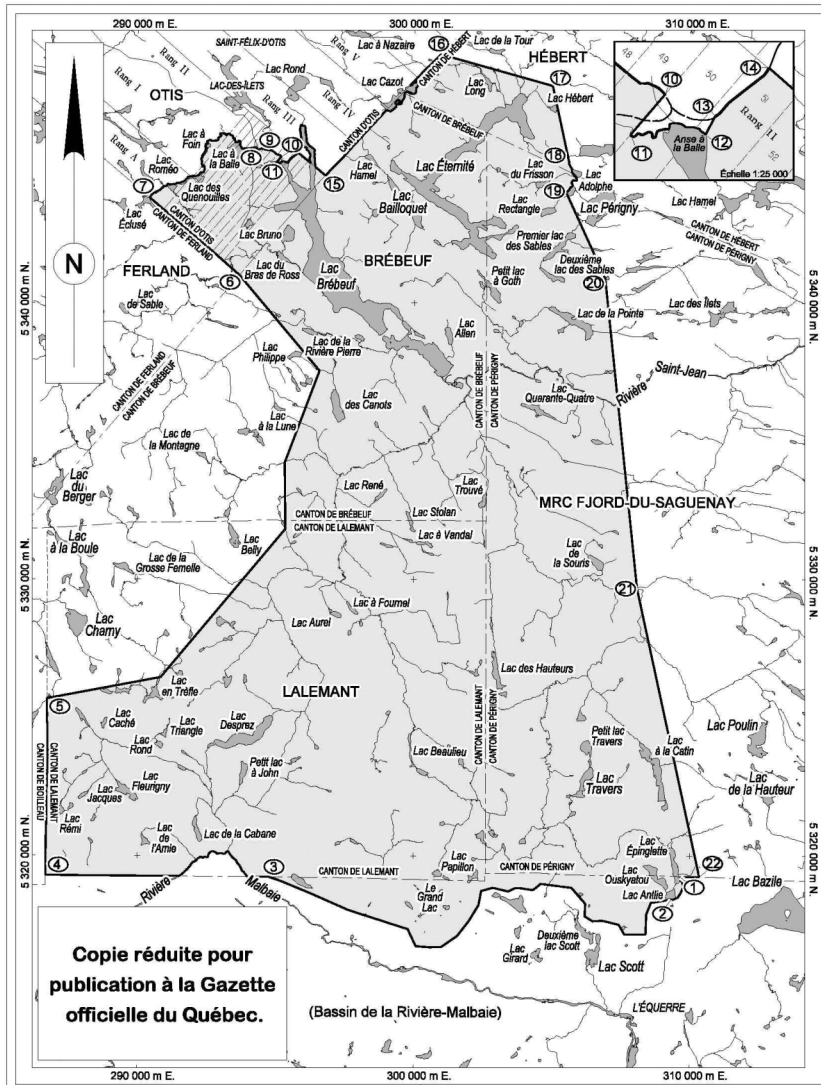 290 000 m E.
300 000 m E.
310 000 m E.
SAINT-FÉLIX-D'OTIS
Rang V
Lac à Nazaire
16
Lac de la Tour
HÉBERT
CANTON DE HÉBERT
Rang II
Rang I
Lac Rond
Lac Cazot
Lac Long
17
Lac Hébert
OTIS
LAC-DES-ÎLETS
Rang III
Rang IV
CANTON D'OTIS
CANTON DE BRÉBEUF
Rang A
Lac à Foin
9
10
8
11
Lac à la Balle
Lac Roméo
7
Lac des Quenouilles
Lac Éclusé
15
Lac Hamel
Lac Éternité
18
Lac du Frisson
Lac Adolphe
19
Lac Rectangle
Lac Périgny
Lac Hamel
CANTON DE HÉBERT
CANTON DE PÉRIGNY
48
49
50
51
52
10
14
13
Rang II
11
Anse à la Balle
12
Échelle 1:25 000
N
CANTON D'OTIS
CANTON DE FERLAND
Lac Bruno
Lac Bailloquet
Premier lac des Sables
Deuxième lac des Sables
20
FERLAND
6
Lac du Bras de Ross
Lac Brébeuf
BRÉBEUF
Petit lac à Goth
Lac de Sable
Lac des Îlets
Lac de la Pointe
5 340 000 m N.
5 340 000 m N.
Lac Allen
Lac Philippe
Lac de la Rivière Pierre
CANTON DE FERLAND
CANTON DE BRÉBEUF
CANTON DE BRÉBEUF
CANTON DE PÉRIGNY
Rivière
Saint-Jean
Lac des Canots
Lac Quarante-Quatre
Lac à la Lune
Lac de la Montagne
Lac du Berger
Lac René
Lac Trouvé
MRC FJORD-DU-SAGUENAY
CANTON DE BRÉBEUF
CANTON DE LALEMANT
Lac Stolan
Lac à Vandal
Lac à la Boule
Lac Belly
Lac de la Grosse Femelle
Lac de la Souris
21
5 330 000 m N.
5 330 000 m N.
Lac à Fournel
Lac Aurel
Lac Charny
Lac des Hauteurs
Lac en Trèfle
LALEMANT
CANTON DE LALEMANT
CANTON DE PÉRIGNY
5
Lac Caché
Lac Triangle
Lac Rond
Lac Desprez
Lac Beaulieu
Petit lac Travers
Lac à la Catin
Lac Poulin
CANTON DE BOILLEAU
CANTON DE LALEMANT
Lac Fleurigny
Lac Jacques
Petit lac à John
Lac Travers
Lac de la Hauteur
Lac Rémi
Lac de l'Amie
Lac de la Cabane
5 320 000 m N.
5 320 000 m N.
4
3
CANTON DE LALEMANT
Lac Papillon
CANTON DE PÉRIGNY
Lac Épinglette
Lac Ouskyatou
Lac Antlie
22
1
2
Lac Bazile
Rivière
Malbaie
Le Grand Lac
Lac Girard
Deuxième lac Scott
Lac Scott
L'ÉQUERRE
Copie réduite pour
publication à la Gazette
officielle du Québec.
(Bassin de la Rivière-Malbaie)
290 000 m E.
300 000 m E.
310 000 m E.